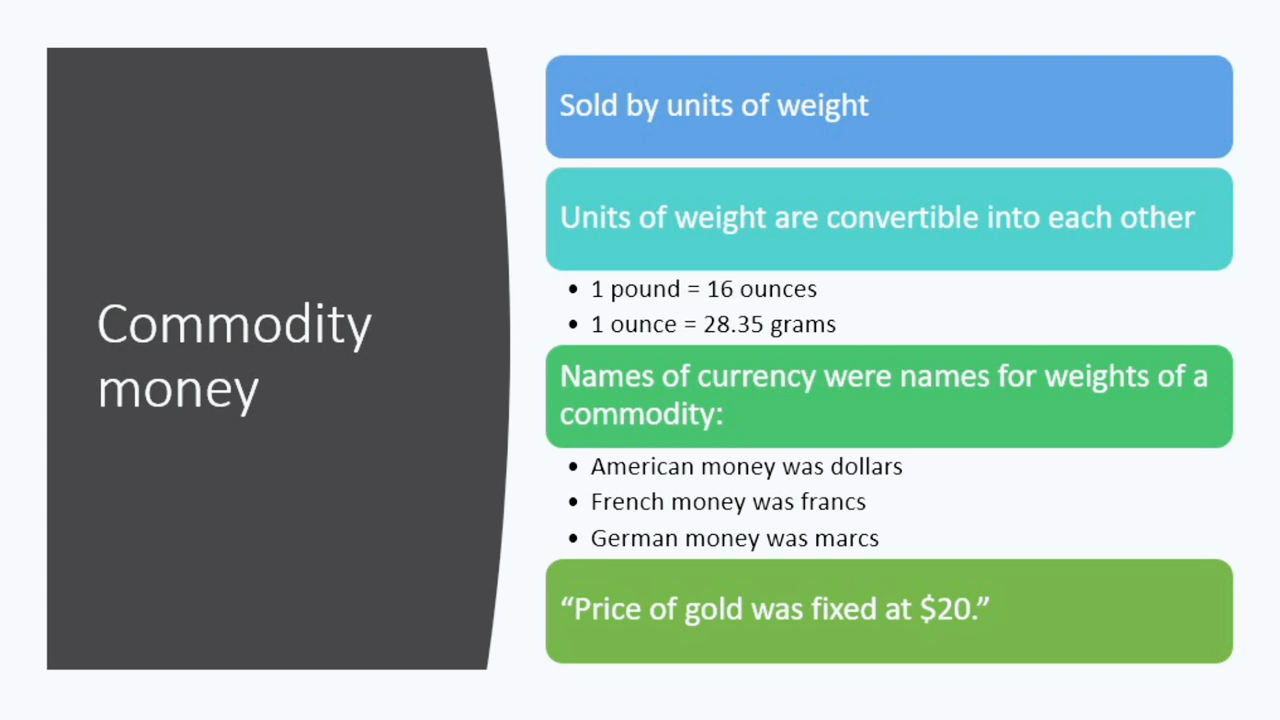 Commodity
money
Sold by units of weight
Units of weight are convertible into each other
• 1 pound = 16 ounces
• 1 ounce = 28.35 grams
Names of currency were names for weights of a
commodity:
• American money was dollars
• French money was francs
• German money was marcs
“Price of gold was fixed at $20.”